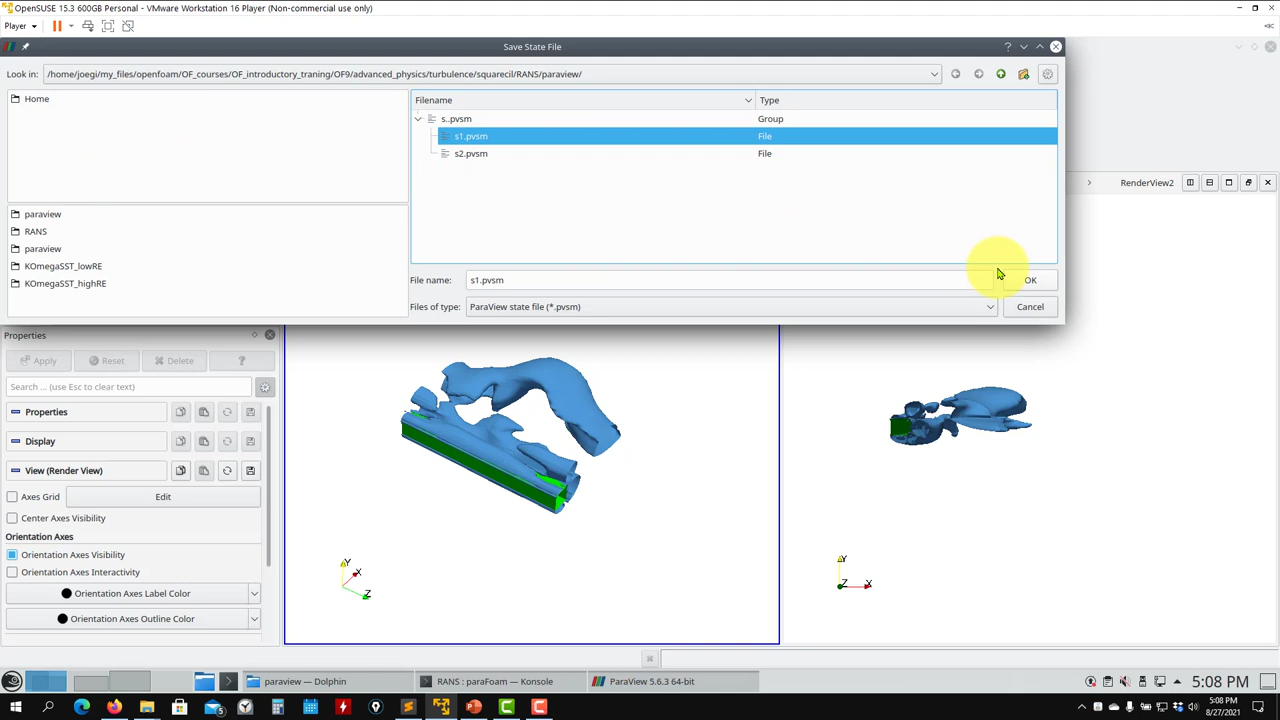 OpenSUSE 15.3 600GB Personal - VMware Workstation 16 Player (Non-commercial use only)
Player
Save State File
Look in:
/home/joegi/my_files/openfoam/OF_courses/OF_introductory_traning/OF9/advanced_physics/turbulence/squarecil/RANS/paraview/
Home
Filename
Type
s..pvsm
Group
s1.pvsm
File
s2.pvsm
File
RenderView2
paraview
RANS
paraview
KOmegaSST_lowRE
KOmegaSST_highRE
File name:
s1.pvsm
OK
Files of type:
ParaView state file (*.pvsm)
Cancel
Properties
Apply
Reset
Delete
?
Search ... (use Esc to clear text)
Properties
Display
View (Render View)
Axes Grid
Edit
Center Axes Visibility
Orientation Axes
Orientation Axes Visibility
Orientation Axes Interactivity
Orientation Axes Label Color
Orientation Axes Outline Color
Y
X
Z
Y
Z
X
paraview — Dolphin
RANS : paraFoam — Konsole
ParaView 5.6.3 64-bit
5:08 PM
5:08 PM
8/27/2021